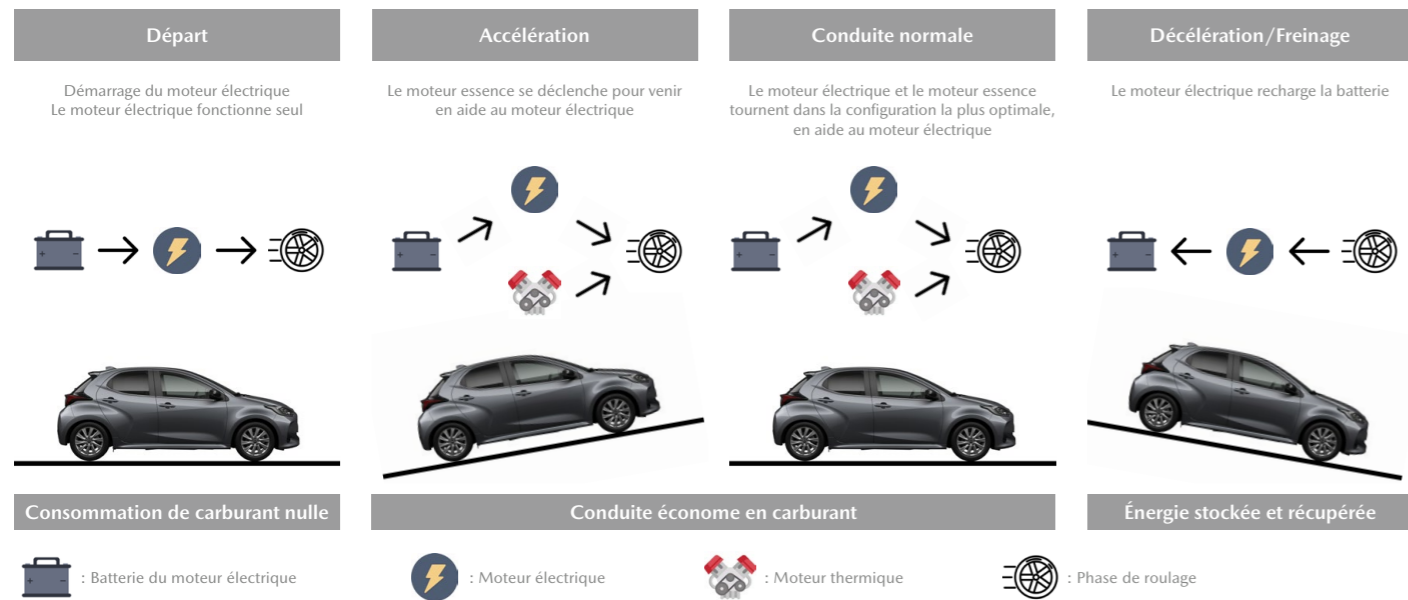 Départ
Démarrage du moteur électrique
Le moteur électrique fonctionne seul
Accélération
Le moteur essence se déclenche pour venir
en aide au moteur électrique
Conduite normale
Le moteur électrique et le moteur essence
tournent dans la configuration la plus optimale,
en aide au moteur électrique
Décélération/Freinage
Le moteur électrique recharge la batterie
Consommation de carburant nulle
Conduite économe en carburant
Énergie stockée et récupérée
: Batterie du moteur électrique
: Moteur électrique
: Moteur thermique
: Phase de roulage